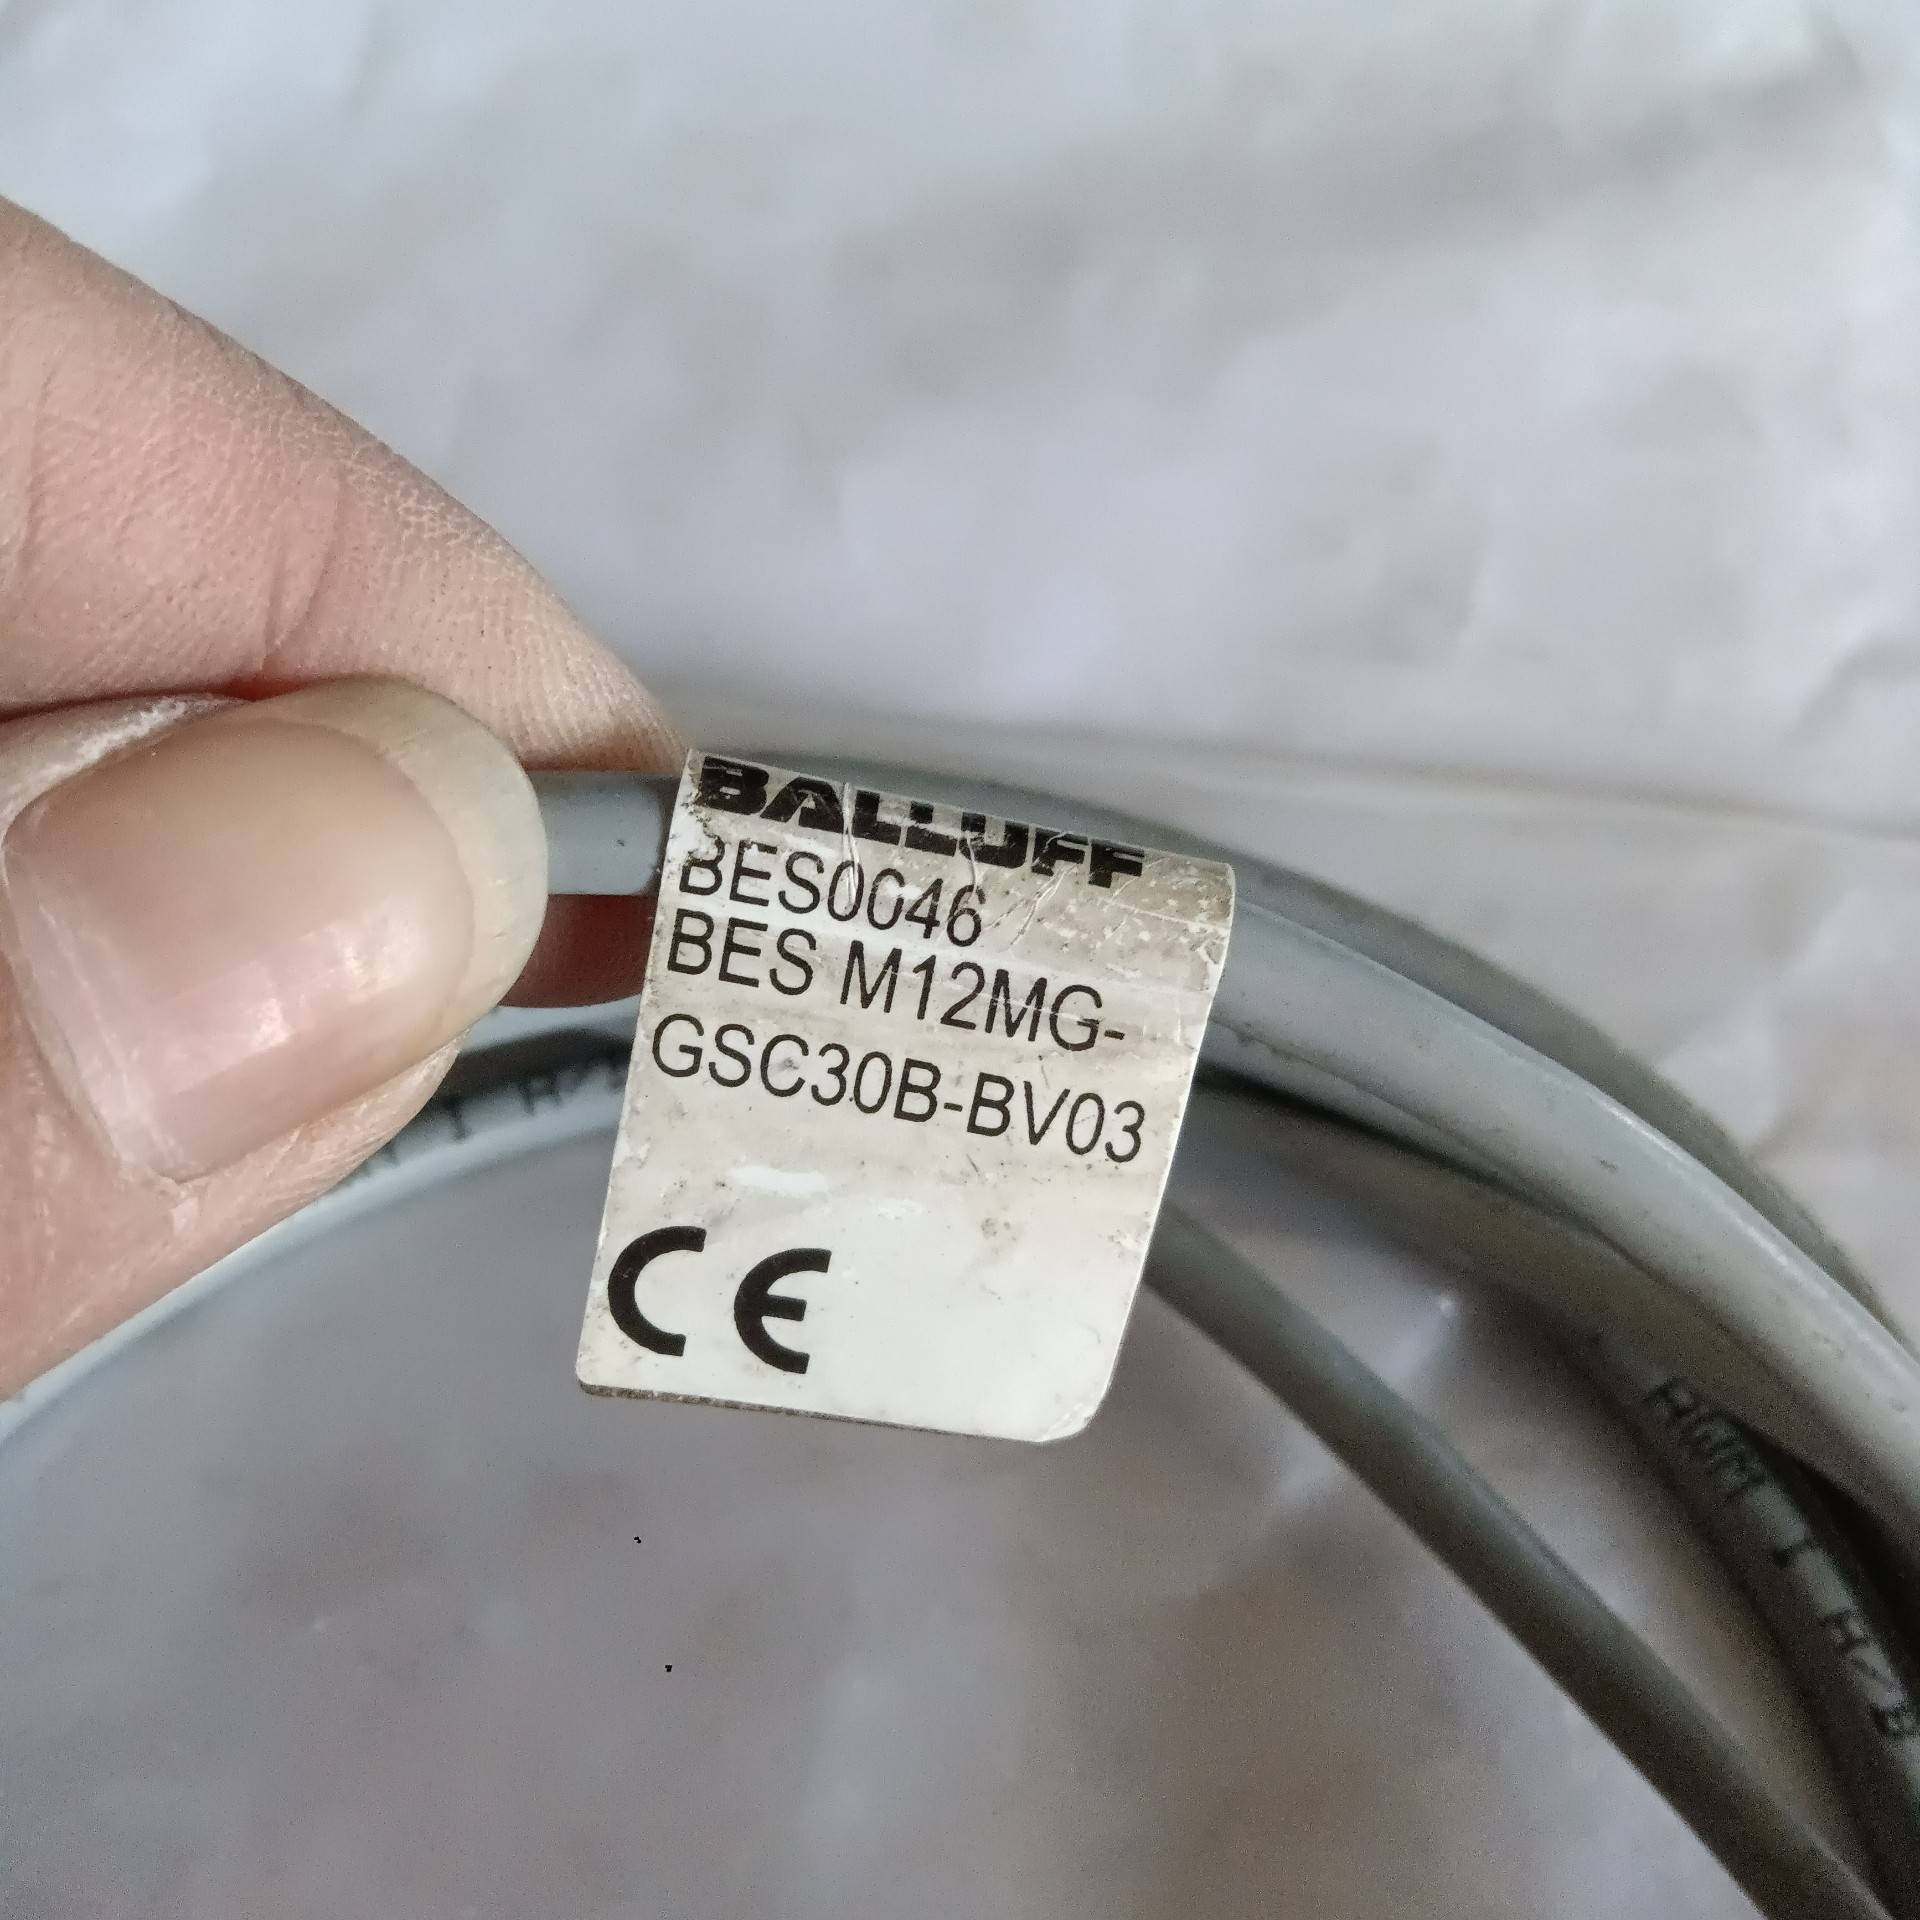 BALLUFF
BES0046
BES M12MG-
GSC30B-BV03
CE